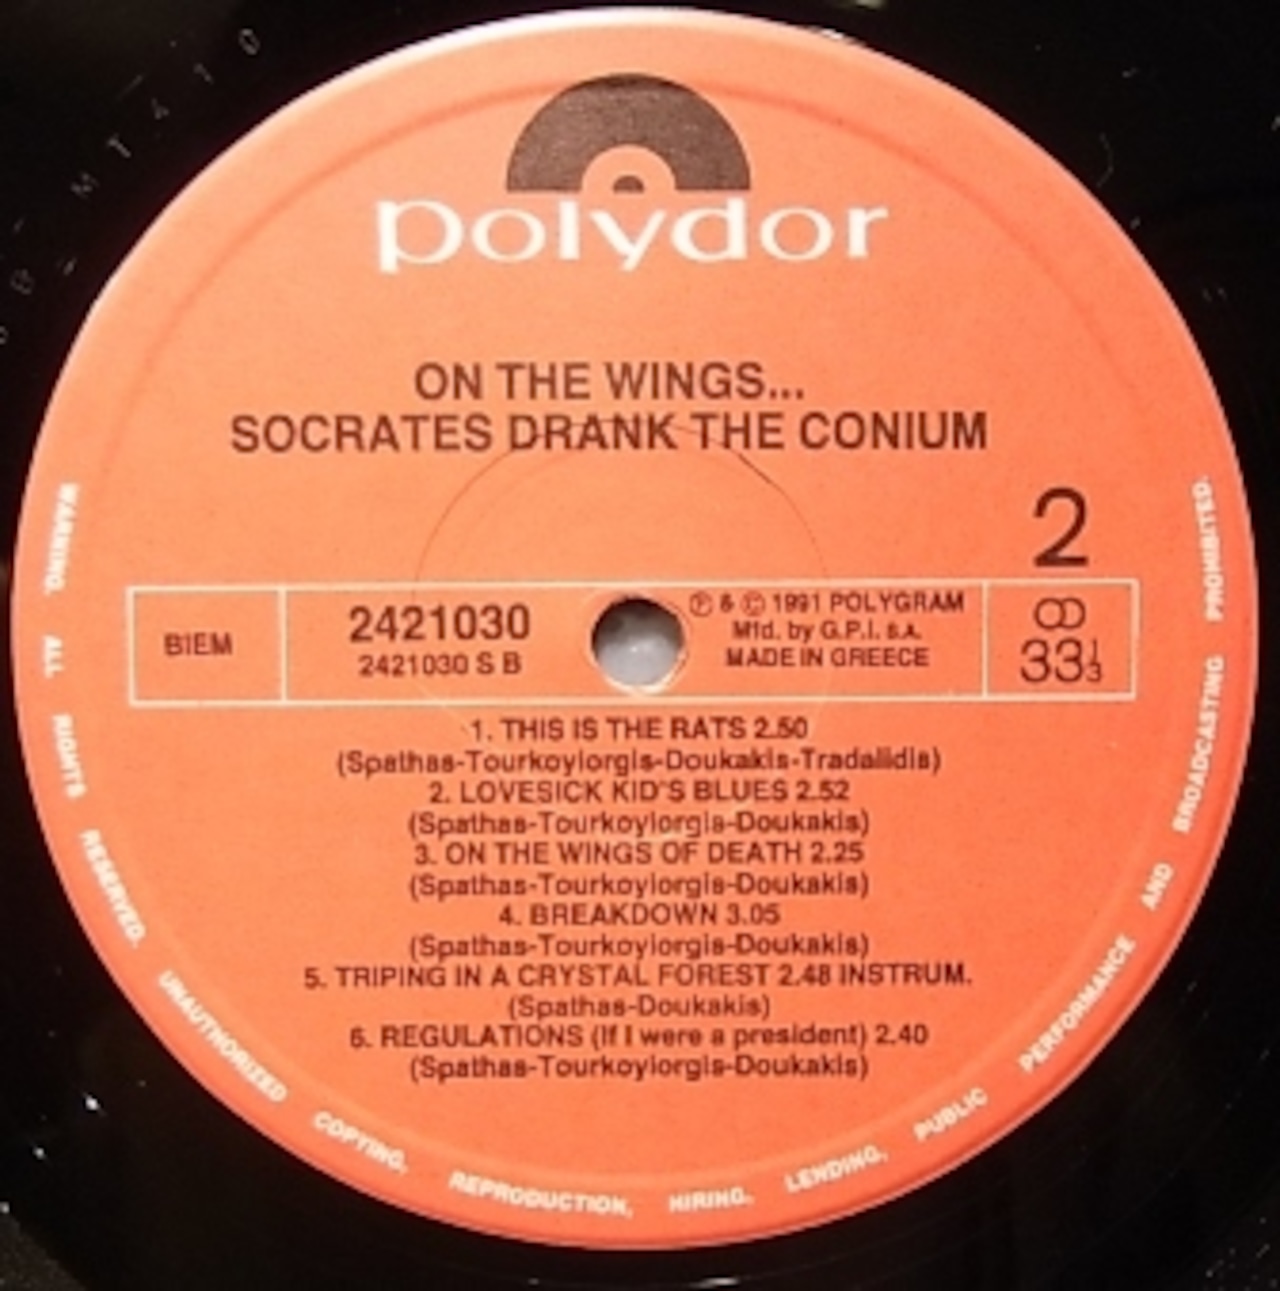 polydor
ON THE WINGS...
SOCRATES DRANK THE CONIUM
2
BIEM
2421030
2421030 S B
Ⓟ & © 1991 POLYGRAM
Mfd. by G.P.I. S.A.
MADE IN GREECE
33 1/3
1. THIS IS THE RATS 2.50
(Spathas-Tourkoyiorgis-Doukakis-Tradalidis)
2. LOVESICK KID'S BLUES 2.52
(Spathas-Tourkoyiorgis-Doukakis)
3. ON THE WINGS OF DEATH 2.25
(Spathas-Tourkoyiorgis-Doukakis)
4. BREAKDOWN 3.05
(Spathas-Tourkoyiorgis-Doukakis)
5. TRIPING IN A CRYSTAL FOREST 2.48 INSTRUM.
(Spathas-Doukakis)
6. REGULATIONS (If I were a president) 2.40
(Spathas-Tourkoyiorgis-Doukakis)
WARNING. ALL RIGHTS RESERVED. UNAUTHORIZED COPYING, REPRODUCTION, HIRING, LENDING, PUBLIC PERFORMANCE AND BROADCASTING PROHIBITED.